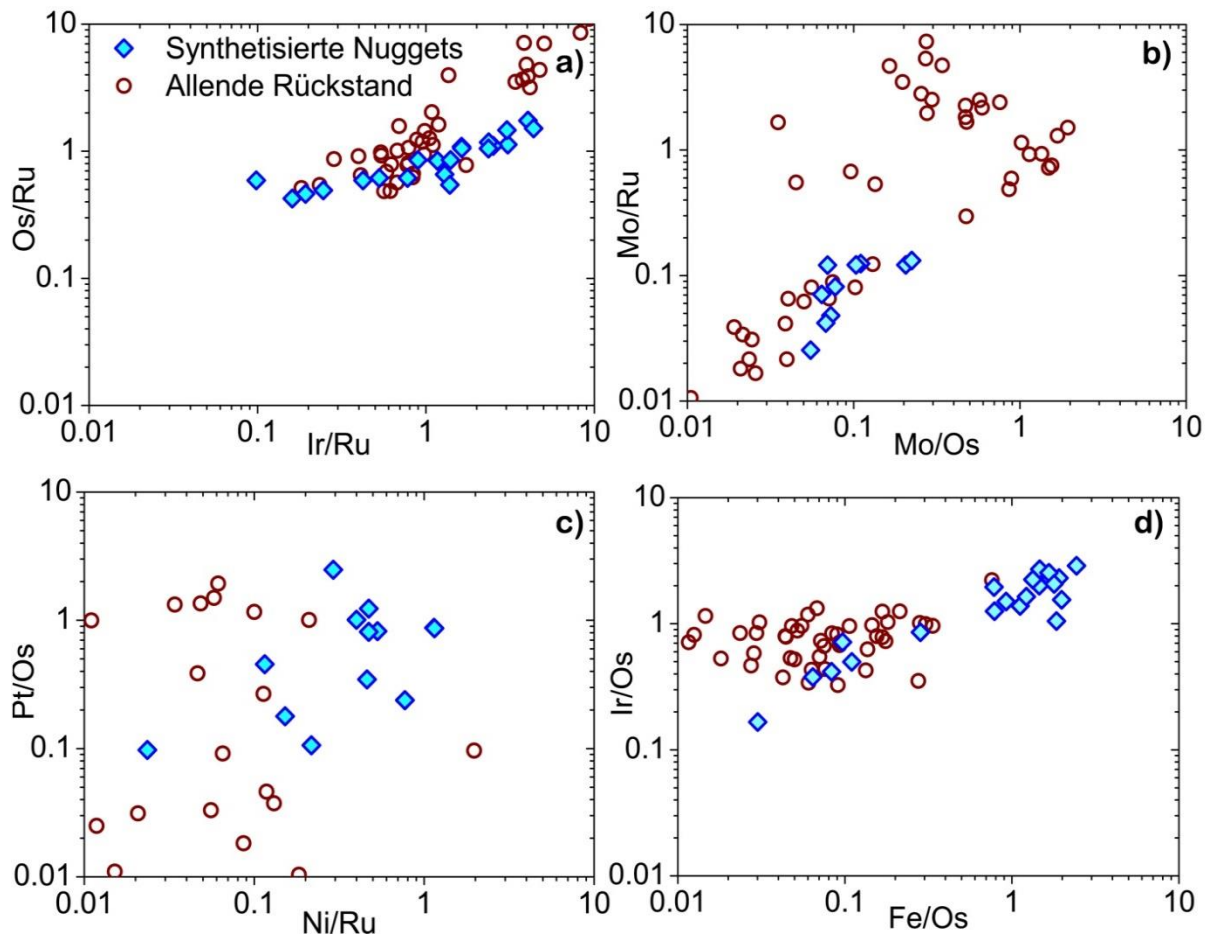 10
Synthetisierte Nuggets
a)
Allende Rückstand
1
Os/Ru
0.1
0.01
0.01
0.1
1
10
Ir/Ru
10
b)
1
Mo/Ru
0.1
0.01
0.01
0.1
1
10
Mo/Os
10
c)
1
Pt/Os
0.1
0.01
0.01
0.1
1
10
Ni/Ru
10
d)
1
Ir/Os
0.1
0.01
0.01
0.1
1
10
Fe/Os